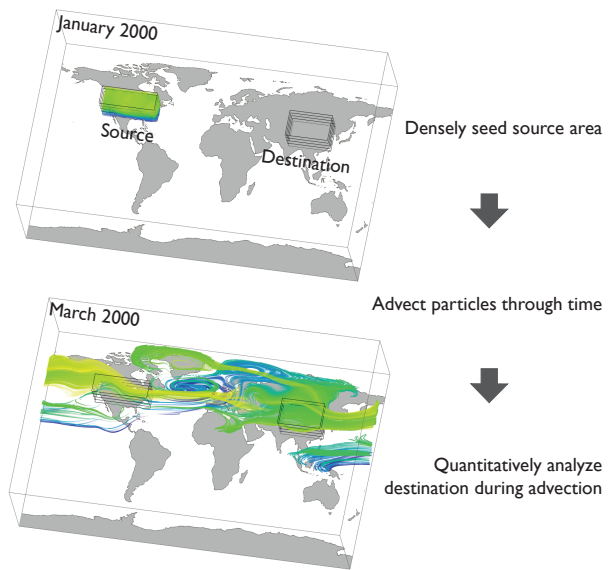 January 2000
Source
Destination
Densely seed source area
Advect particles through time
March 2000
Quantitatively analyze
destination during advection